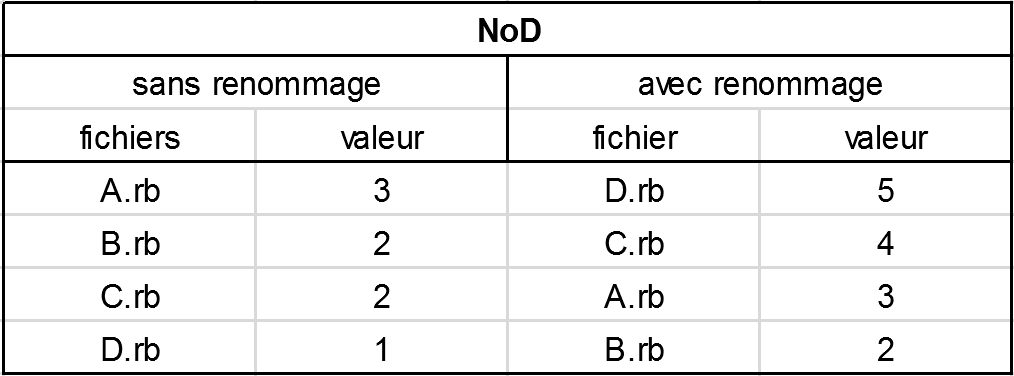 NoD
sans renommage avec renommage
fichiers valeur fichier valeur
A.rb 3 D.rb 5
B.rb 2 C.rb 4
C.rb 2 A.rb 3
D.rb 1 B.rb 2